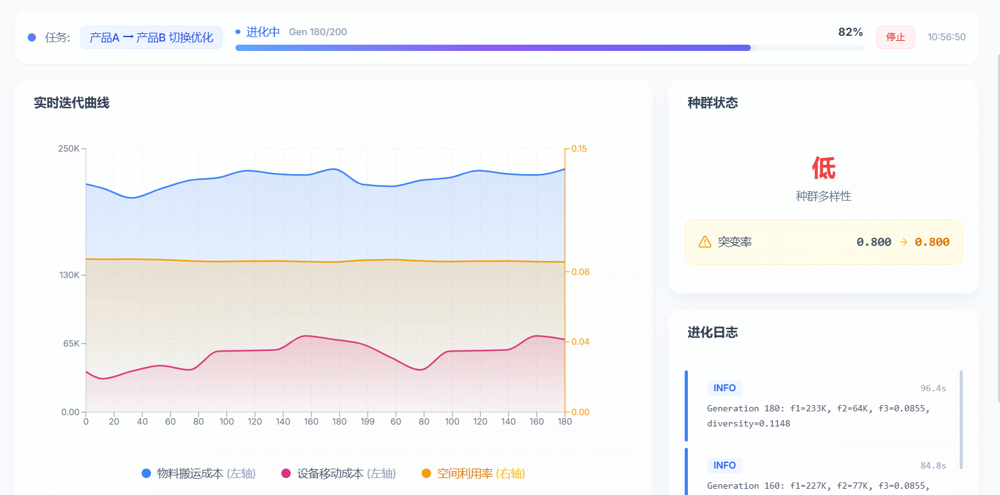 任务: 产品A → 产品B 切换优化 进化中 Gen 180/200 82% 停止 10:56:50
实时迭代曲线
250K 0.15
130K 0.08
65K 0.04
0.00 0.00
0 20 40 60 80 100 120 140 160 180 199 60 80 100 120 140 160 180
物料搬运成本 (左轴) 设备移动成本 (左轴) 空间利用率 (右轴)
种群状态
低
种群多样性
突变率 0.800 → 0.800
进化日志
INFO 96.4s
Generation 180: f1=233K, f2=64K, f3=0.0855,
diversity=0.1148
INFO 84.8s
Generation 160: f1=227K, f2=77K, f3=0.0855,